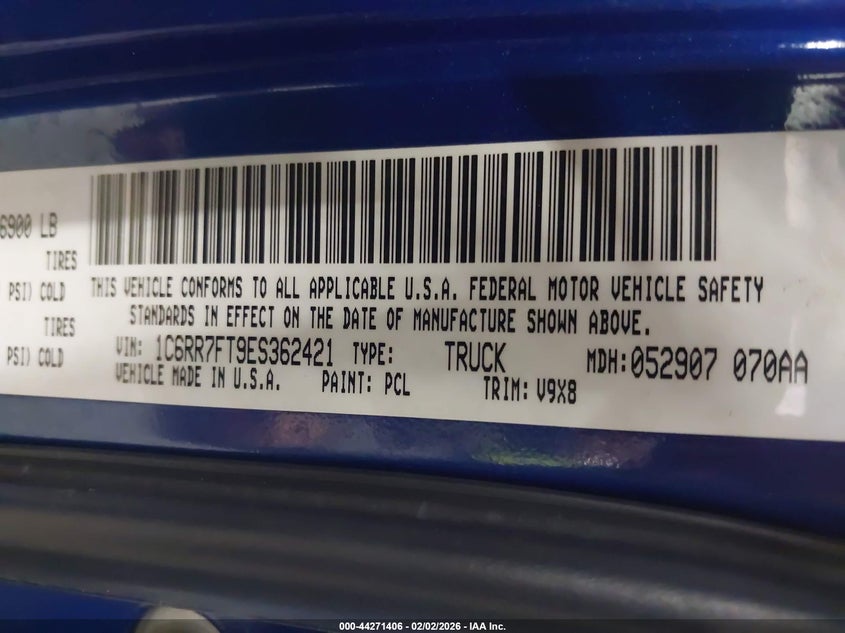 6900 LB
TIRES
PSI) COLD
TIRES
PSI) COLD
THIS VEHICLE CONFORMS TO ALL APPLICABLE U.S.A. FEDERAL MOTOR VEHICLE SAFETY
STANDARDS IN EFFECT ON THE DATE OF MANUFACTURE SHOWN ABOVE.
VIN: 1C6RR7FT9ES362421 TYPE: TRUCK MDH: 052907 070AA
VEHICLE MADE IN U.S.A. PAINT: PCL TRIM: V9X8
000-44271406 - 02/02/2026 - IAA Inc.